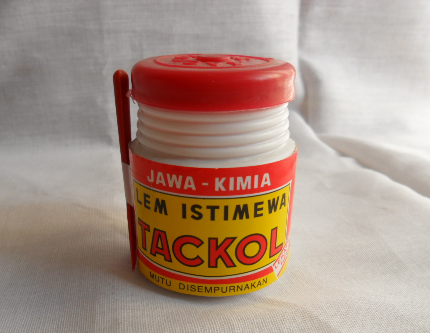 JAWA - KIMIA
LEM ISTIMEWA
TACKOL
MUTU DISEMPURNAKAN